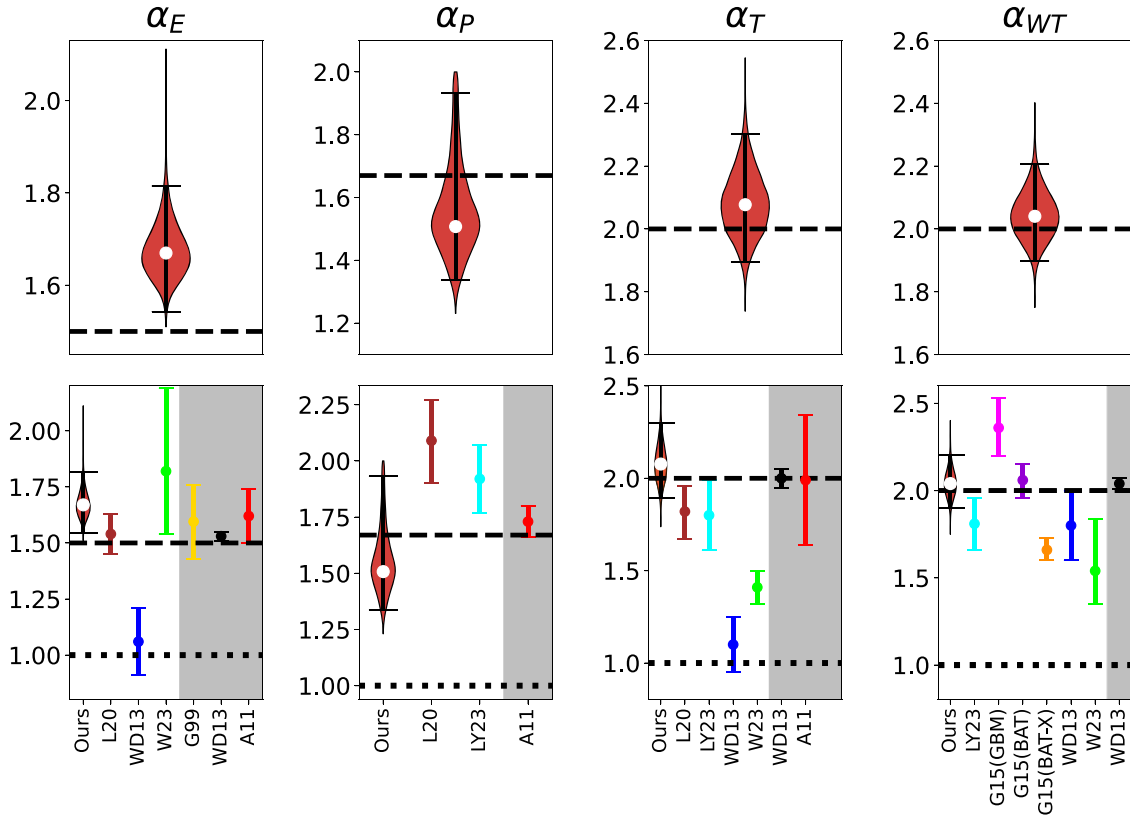 α_E
α_P
α_T
α_WT
2.0
1.8
1.6
2.0
1.8
1.6
1.4
1.2
2.6
2.4
2.2
2.0
1.8
1.6
2.6
2.4
2.2
2.0
1.8
1.6
2.00
1.75
1.50
1.25
1.00
2.25
2.00
1.75
1.50
1.25
1.00
2.5
2.0
1.5
1.0
2.5
2.0
1.5
1.0
Ours
L20
WD13
W23
G99
WD13
A11
Ours
L20
LY23
A11
Ours
L20
LY23
WD13
W23
WD13
A11
Ours
LY23
G15(GBM)
G15(BAT)
G15(BAT-X)
WD13
W23
WD13